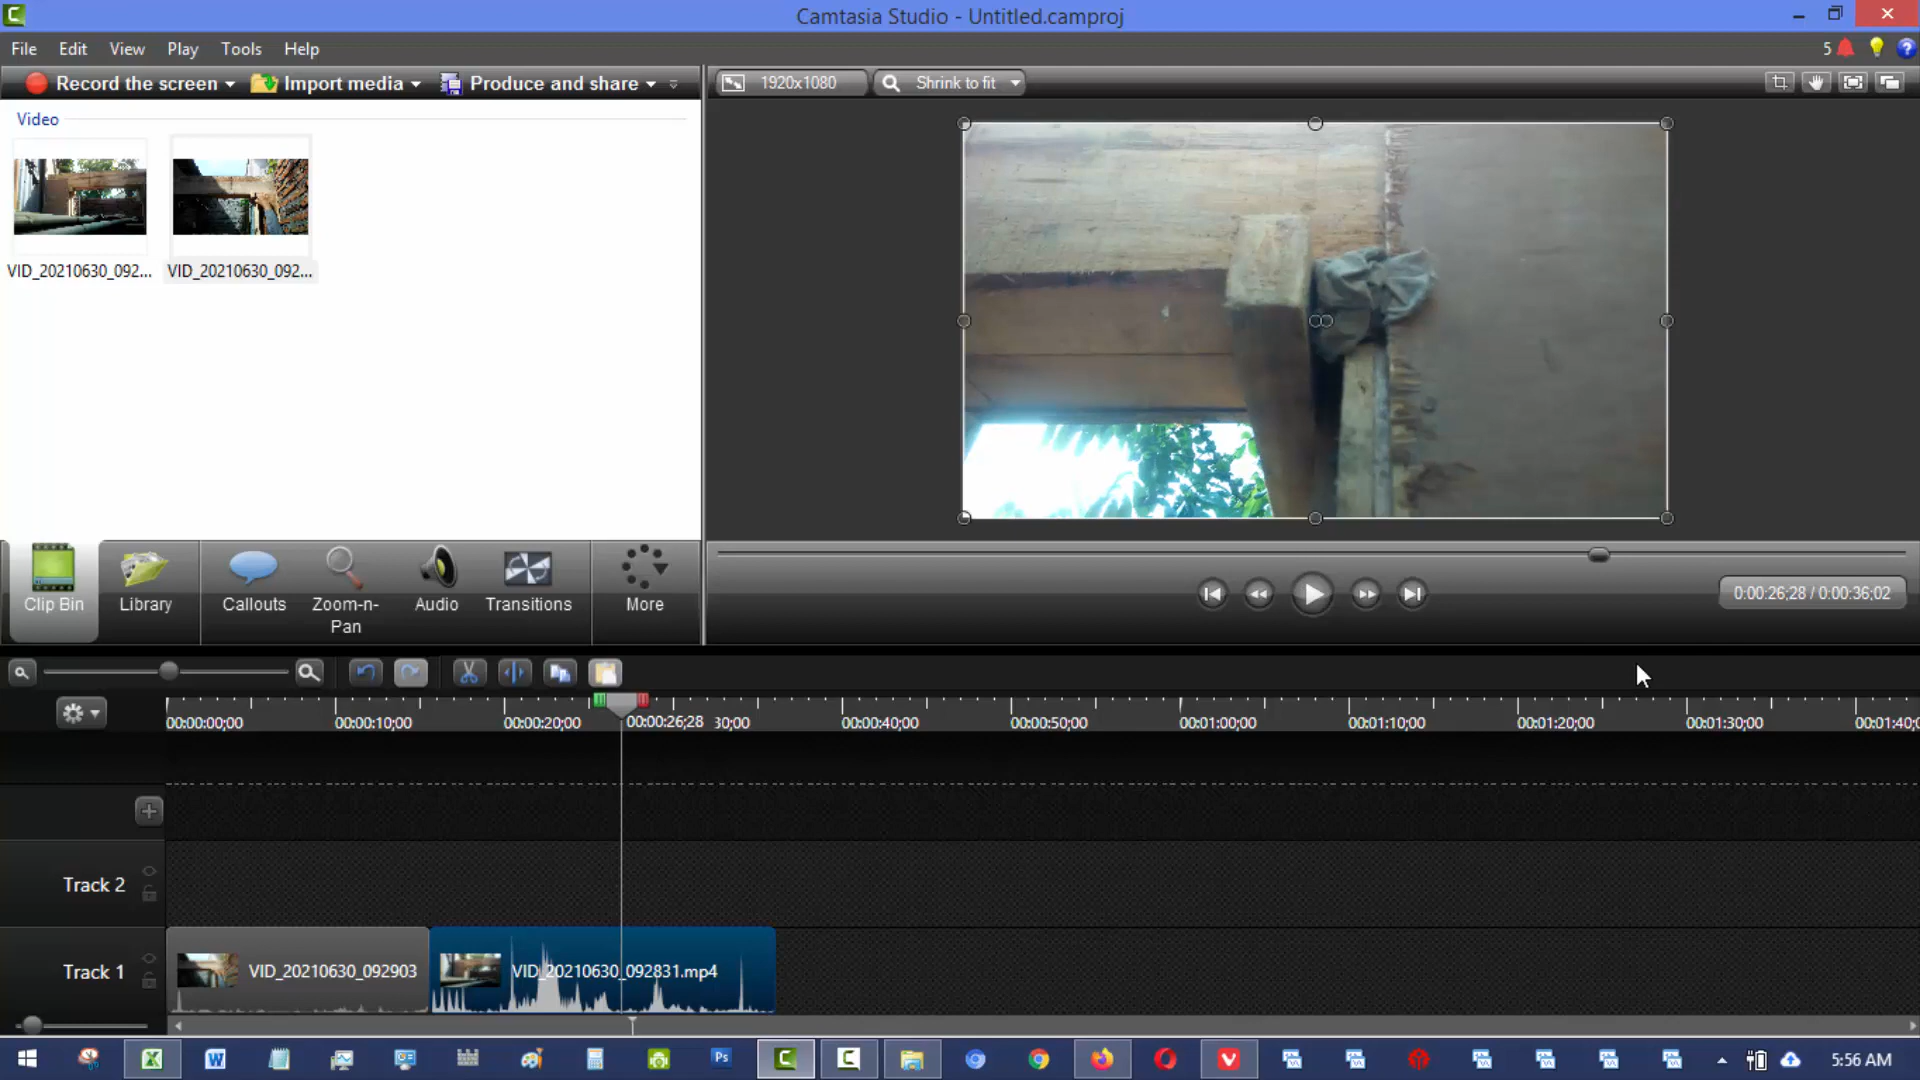 Camtasia Studio - Untitled.camproj
File Edit View Play Tools Help
5
Record the screen Import media Produce and share
1920x1080 Shrink to fit
Video
VID_20210630_092... VID_20210630_092...
Clip Bin Library Callouts Zoom-n-Pan Audio Transitions More
0:00:26;28 / 0:00:36;02
00:00:00;00 00:00:10;00 00:00:20;00 00:00:26;28 30;00 00:00:40;00 00:00:50;00 00:01:00;00 00:01:10;00 00:01:20;00 00:01:30;00 00:01:40;0
Track 2
Track 1
VID_20210630_092903 VID_20210630_092831.mp4
Ps
5:56 AM